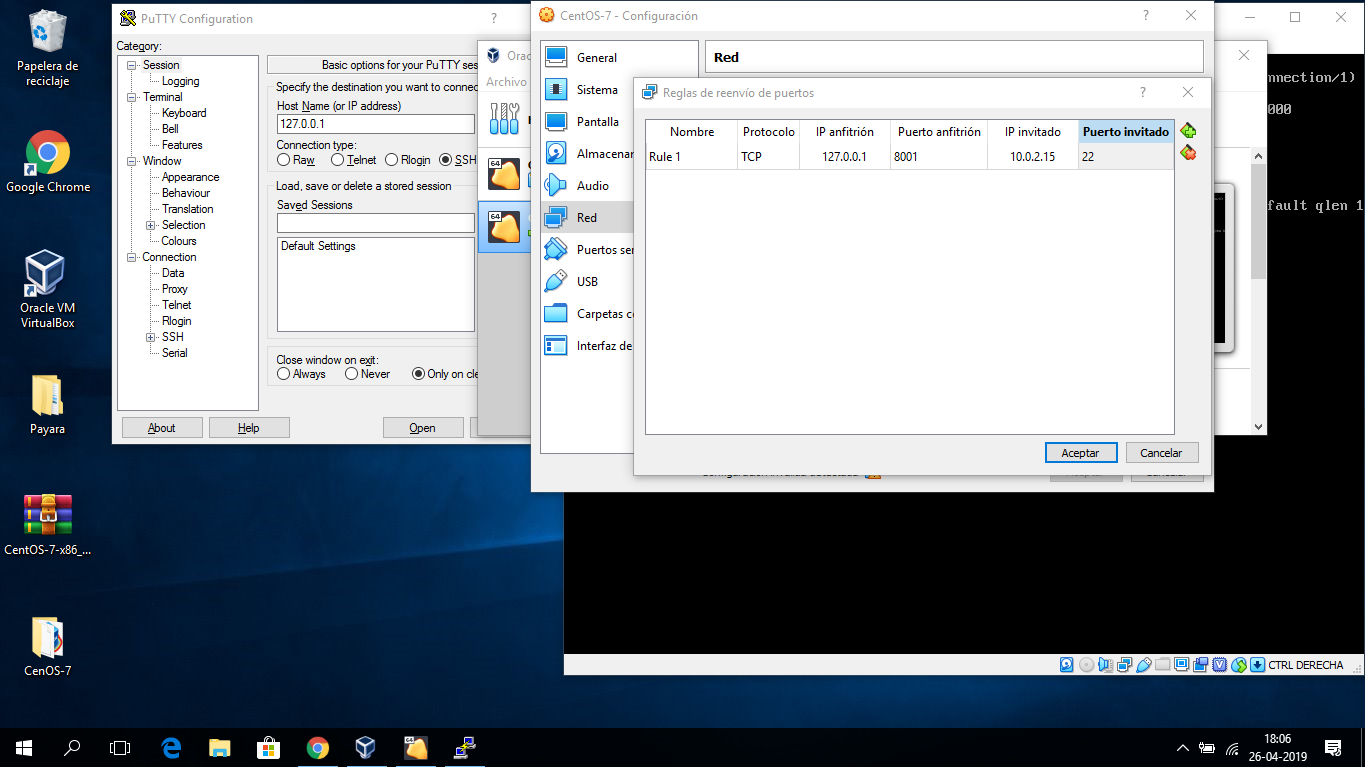 Papelera de
reciclaje
Google Chrome
Oracle VM
VirtualBox
Payara
CentOS-7-x86_...
CenOS-7
PuTTY Configuration
?
Category:
Session
Logging
Terminal
Keyboard
Bell
Features
Window
Appearance
Behaviour
Translation
Selection
Colours
Connection
Data
Proxy
Telnet
Rlogin
SSH
Serial
Basic options for your PuTTY ses
Specify the destination you want to connec
Host Name (or IP address)
127.0.0.1
Connection type:
Raw
Telnet
Rlogin
SSH
Load, save or delete a stored session
Saved Sessions
Default Settings
Close window on exit:
Always
Never
Only on cle
About
Help
Open
Orac
Archivo
64
64
CentOS-7 - Configuración
?
General
Sistema
Pantalla
Almacenar
Audio
Red
Puertos ser
USB
Carpetas co
Interfaz de
Red
Reglas de reenvío de puertos
?
Nombre
Protocolo
IP anfitrión
Puerto anfitrión
IP invitado
Puerto invitado
Rule 1
TCP
127.0.0.1
8001
10.0.2.15
22
Aceptar
Cancelar
nnection/1)
000
fault qlen 1
CTRL DERECHA
18:06
26-04-2019